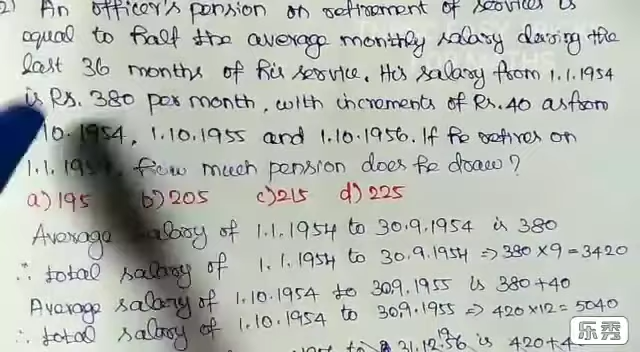 2) An officer's pension on retirement of services is
equal to half the average monthly salary during the
last 36 months of his service. His salary from 1.1.1954
is Rs. 380 per month, with increments of Rs.40 as from
10.1954, 1.10.1955 and 1.10.1956. If he retires on
1.1.19 how much pension does he draw?
a) 195 b) 205 c) 215 d) 225
Average salary of 1.1.1954 to 30.9.1954 is 380
∴ total salary of 1.1.1954 to 30.9.1954 ⇒ 380 × 9 = 3420
Average salary of 1.10.1954 to 30.9.1955 is 380+40
∴ total salary of 1.10.1954 to 30.9.1955 ⇒ 420 × 12 = 5040
31.12.56 is 420+4
乐秀